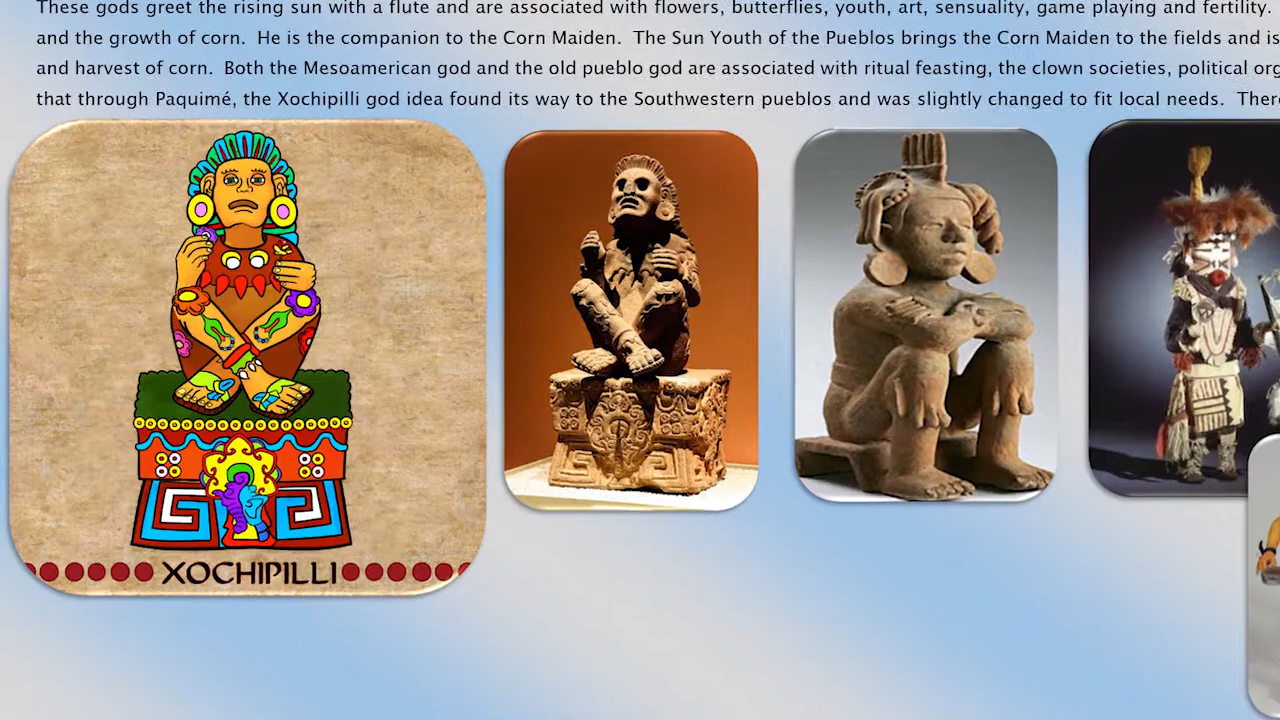 These gods greet the rising sun with a flute and are associated with flowers, butterflies, youth, art, sensuality, game playing and fertility.
and the growth of corn. He is the companion to the Corn Maiden. The Sun Youth of the Pueblos brings the Corn Maiden to the fields and is
and harvest of corn. Both the Mesoamerican god and the old pueblo god are associated with ritual feasting, the clown societies, political
that through Paquimé, the Xochipilli god idea found its way to the Southwestern pueblos and was slightly changed to fit local needs.
XOCHIPILLI